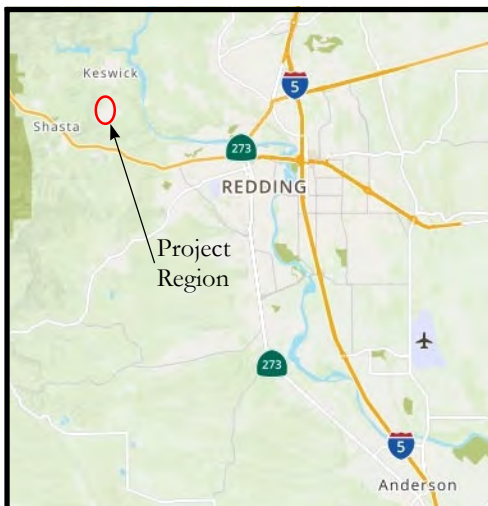 Keswick
5
Shasta
273
REDDING
Project
Region
273
5
Anderson